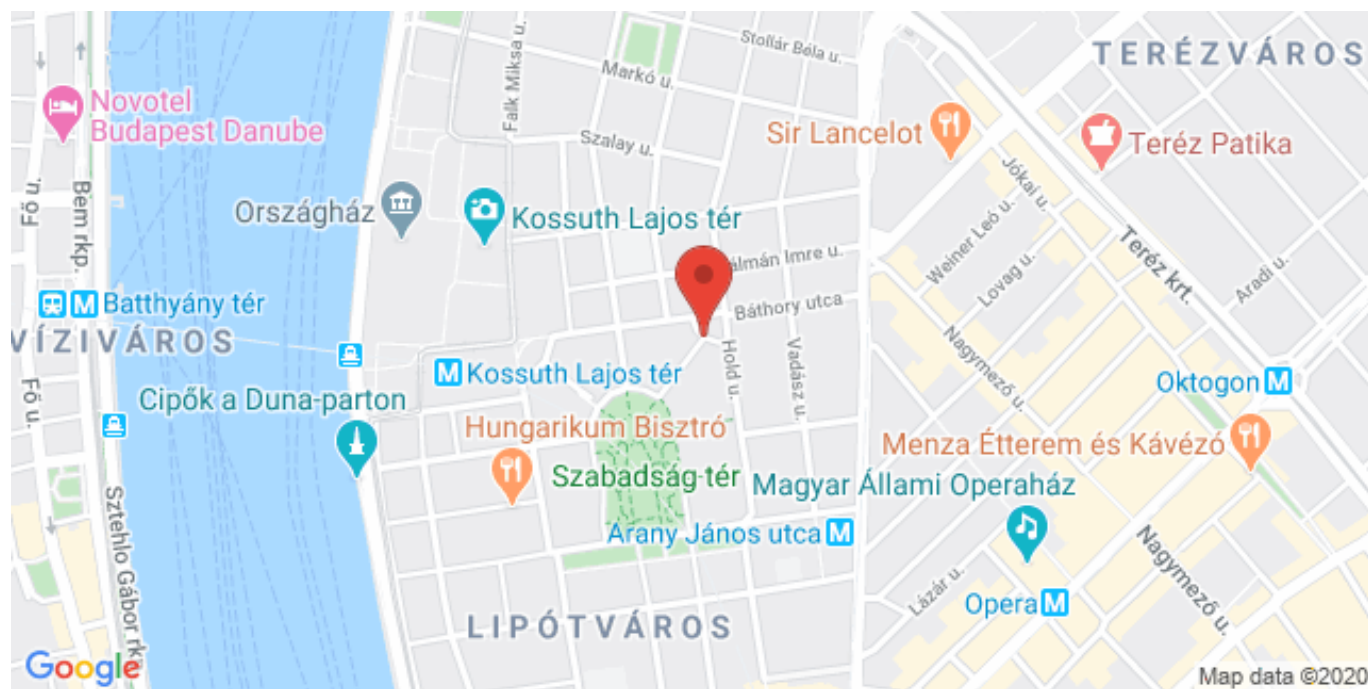 Stollár Béla u.
TERÉZVÁROS
Markó u.
Falk Miksa u.
Novotel
Budapest Danube
Sir Lancelot
Teréz Patika
Szalay u.
Jókai u.
Fő u.
Bem rkp.
Országház
Kossuth Lajos tér
Weiner Leó u.
Teréz krt.
álmán Imre u.
Lovag u.
Aradi u.
Batthyány tér
Báthory utca
VÍZIVÁROS
Hold u.
Vadász u.
Nagymező u.
Kossuth Lajos tér
Oktogon
Fő u.
Cipők a Duna-parton
Hungarikum Bisztró
Menza Étterem és Kávézó
Szabadság tér
Magyar Állami Operaház
Sztehlo Gábor rk
Arany János utca
Nagymező u.
Lázár u.
Opera
LIPÓTVÁROS
Google
Map data ©2020